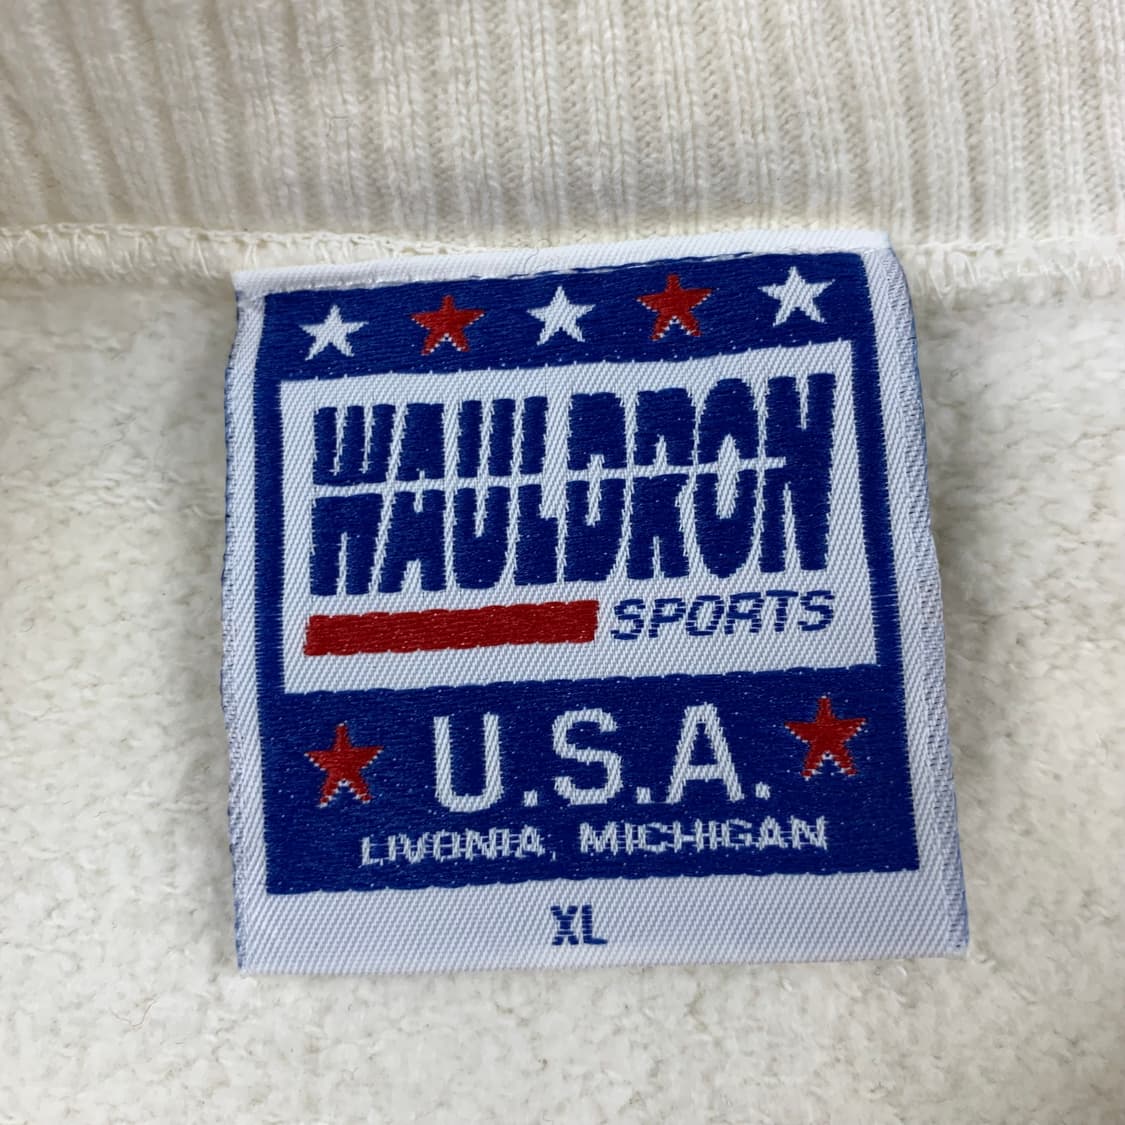 WAULDRON
SPORTS
U.S.A.
LIVONIA, MICHIGAN
XL